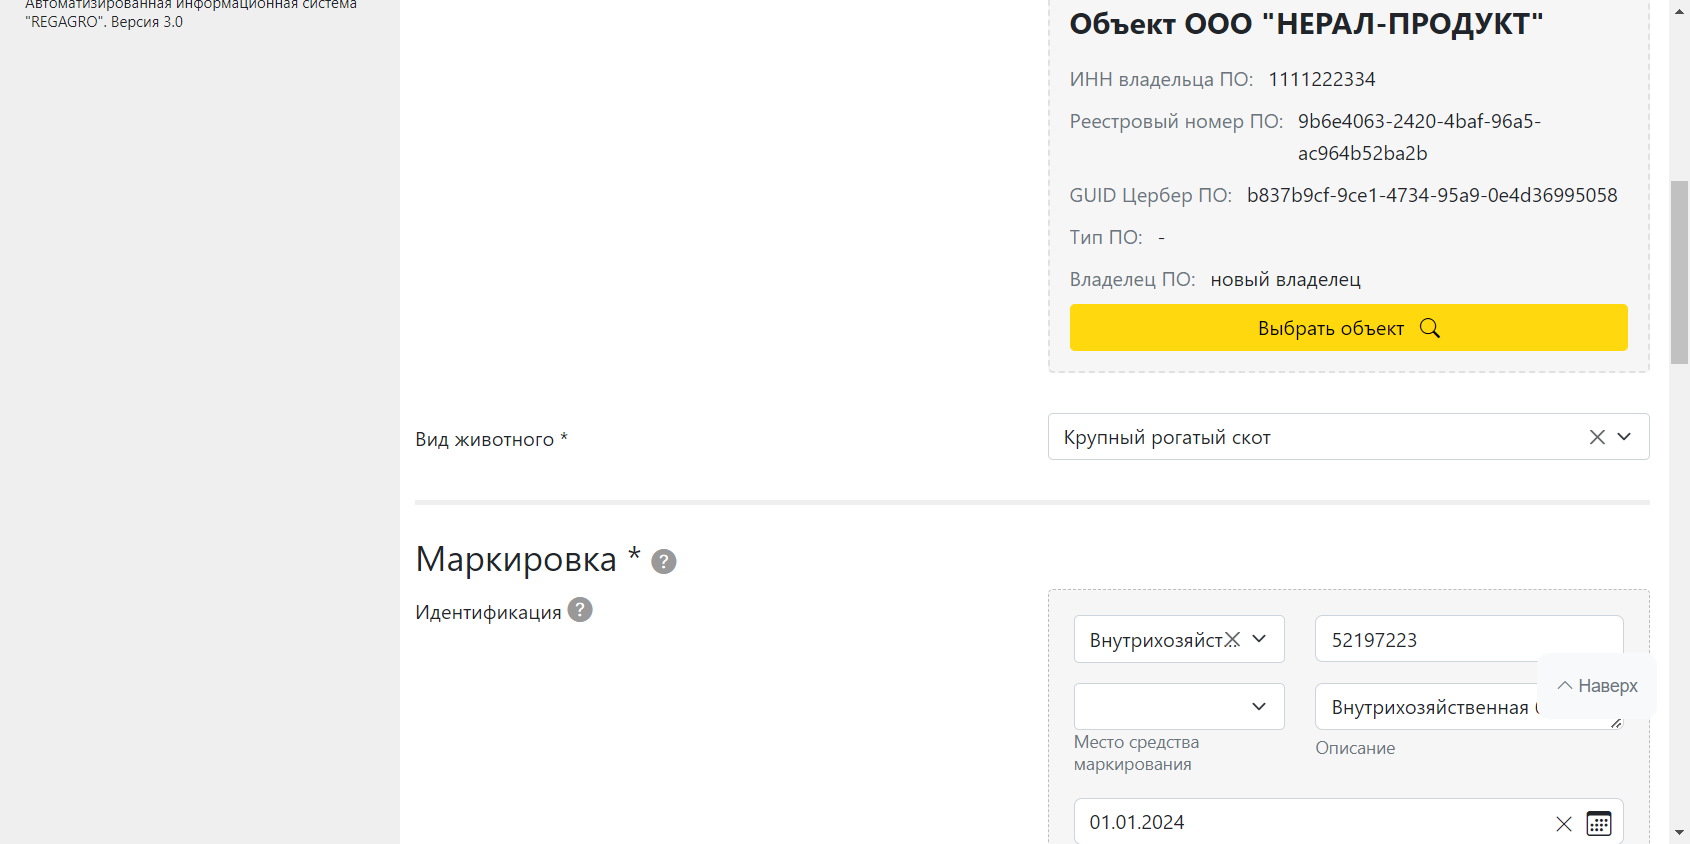 Автоматизированная информационная система
"REGAGRO". Версия 3.0
Объект ООО "НЕРАЛ-ПРОДУКТ"
ИНН владельца ПО: 1111222334
Реестровый номер ПО: 9b6e4063-2420-4baf-96a5-
ac964b52ba2b
GUID Цербер ПО: b837b9cf-9ce1-4734-95a9-0e4d36995058
Тип ПО: -
Владелец ПО: новый владелец
Выбрать объект
Вид животного *
Крупный рогатый скот
Маркировка * ?
Идентификация ?
Внутрихозяйст...
52197223
Наверх
Внутрихозяйственная
Место средства
маркирования
Описание
01.01.2024